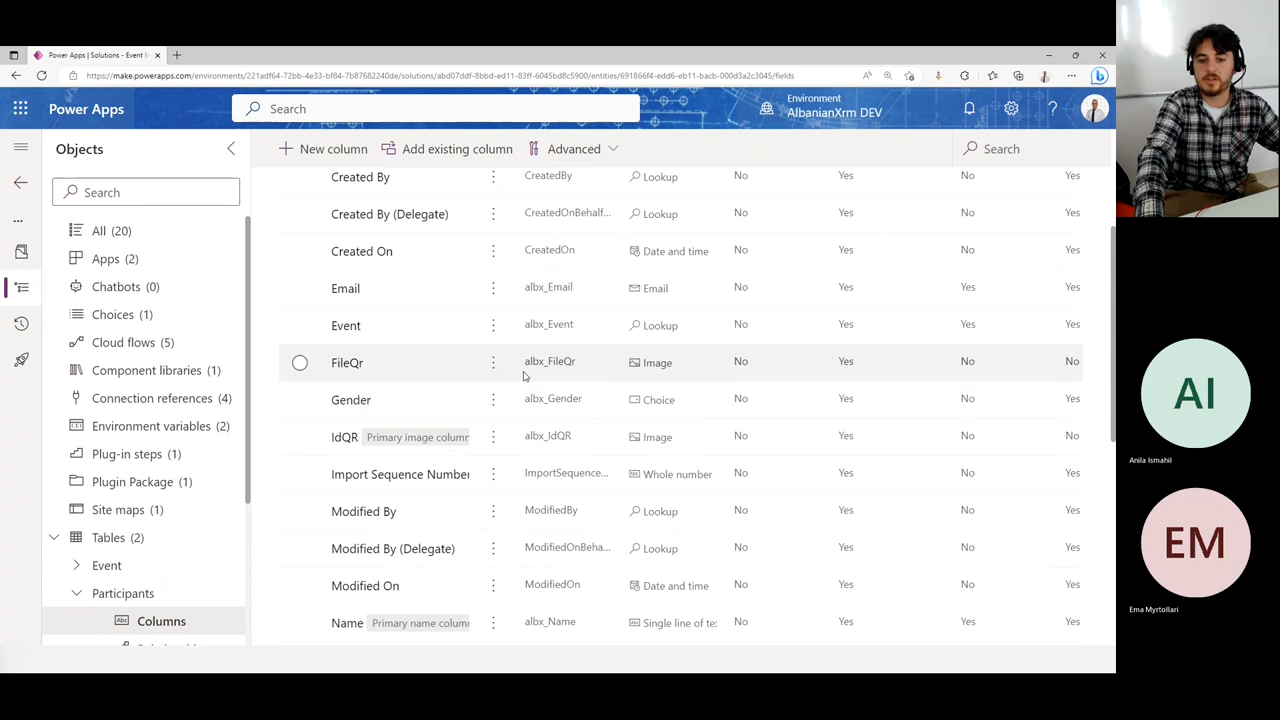 Power Apps | Solutions - Event
https://make.powerapps.com/environments/221adf64-72bb-4e33-bf84-7b87682240de/solutions/abd07ddf-8bbd-ed11-83ff-6045bd8c5900/entities/691866f4-edd6-eb11-bacb-000d3a2c3045/fields
Power Apps
Search
Environment
AlbanianXrm DEV
Objects
New column
Add existing column
Advanced
Search
Search
All (20)
Apps (2)
Chatbots (0)
Choices (1)
Cloud flows (5)
Component libraries (1)
Connection references (4)
Environment variables (2)
Plug-in steps (1)
Plugin Package (1)
Site maps (1)
Tables (2)
Event
Participants
Columns
Created By CreatedBy Lookup No Yes No Yes
Created By (Delegate) CreatedOnBehalf... Lookup No Yes No Yes
Created On CreatedOn Date and time No Yes No Yes
Email albx_Email Email No Yes No Yes
Event albx_Event Lookup No Yes Yes Yes
FileQr albx_FileQr Image No Yes No No
Gender albx_Gender Choice No Yes No Yes
IdQR Primary image column albx_IdQR Image No Yes No No
Import Sequence Number ImportSequence... Whole number No Yes No Yes
Modified By ModifiedBy Lookup No Yes No Yes
Modified By (Delegate) ModifiedOnBeha... Lookup No Yes No Yes
Modified On ModifiedOn Date and time No Yes No Yes
Name Primary name column albx_Name Single line of te: No Yes Yes Yes
AI
Anila Ismahil
EM
Ema Myrtollari